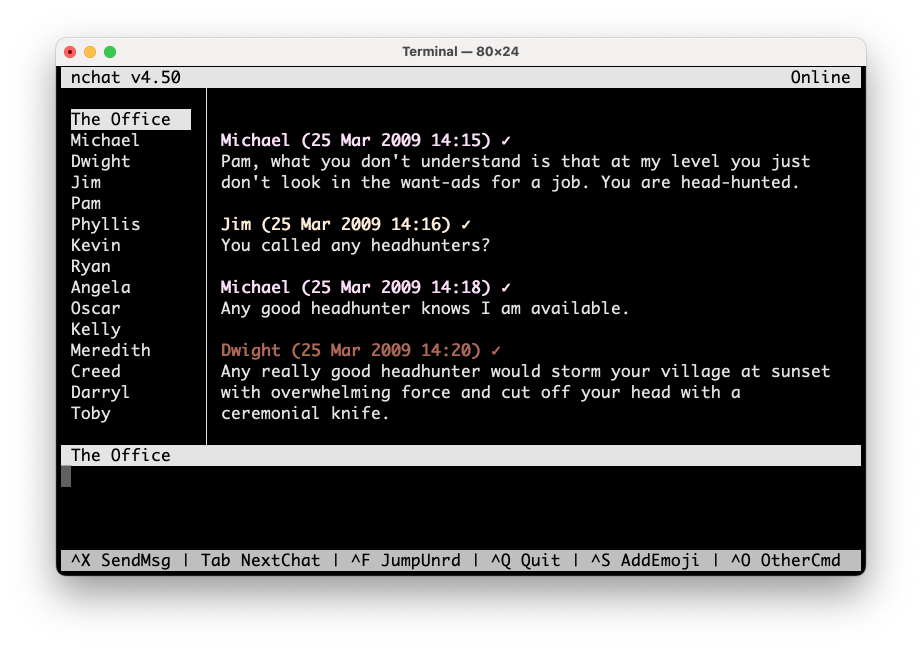 Terminal — 80×24
nchat v4.50 Online
The Office
Michael
Dwight
Jim
Pam
Phyllis
Kevin
Ryan
Angela
Oscar
Kelly
Meredith
Creed
Darryl
Toby
Michael (25 Mar 2009 14:15) ✓
Pam, what you don't understand is that at my level you just
don't look in the want-ads for a job. You are head-hunted.
Jim (25 Mar 2009 14:16) ✓
You called any headhunters?
Michael (25 Mar 2009 14:18) ✓
Any good headhunter knows I am available.
Dwight (25 Mar 2009 14:20) ✓
Any really good headhunter would storm your village at sunset
with overwhelming force and cut off your head with a
ceremonial knife.
The Office
^X SendMsg | Tab NextChat | ^F JumpUnrd | ^Q Quit | ^S AddEmoji | ^O OtherCmd